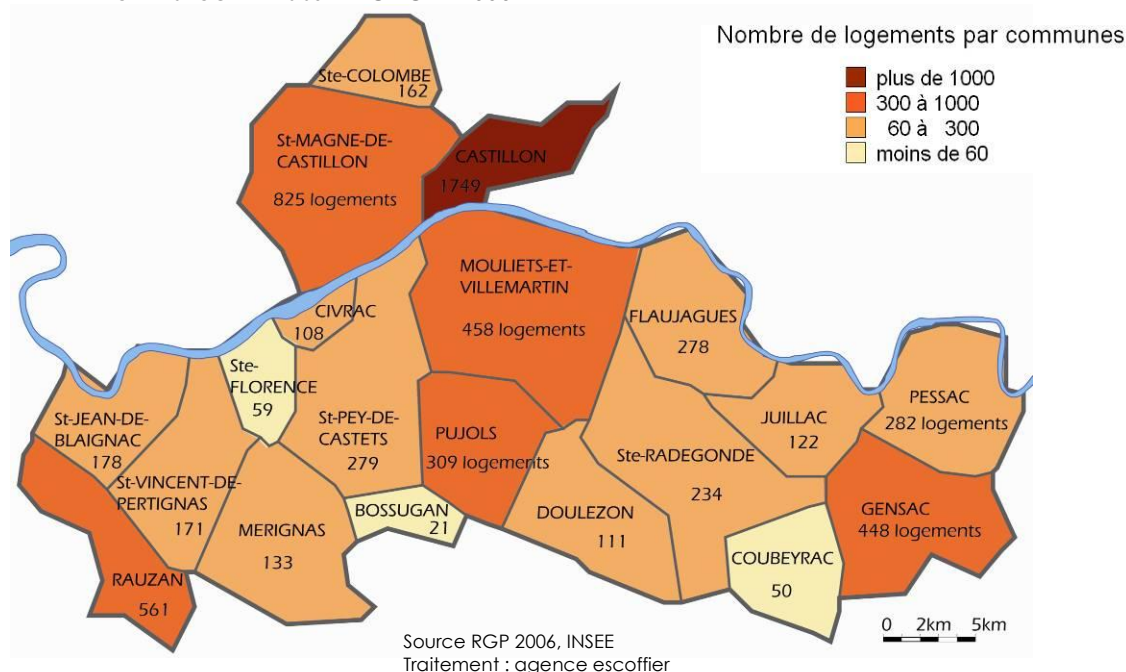 Nombre de logements par communes
plus de 1000
300 à 1000
60 à 300
moins de 60
Ste-COLOMBE
162
St-MAGNE-DE-
CASTILLON
825 logements
CASTILLON
1749
MOULIETS-ET-
VILLEMARTIN
458 logements
CIVRAC
108
FLAUJAGUES
278
Ste-
FLORENCE
59
St-JEAN-DE-
BLAIGNAC
178
St-PEY-DE-
CASTETS
279
PUJOLS
309 logements
JUILLAC
122
PESSAC
282 logements
Ste-RADEGONDE
234
St-VINCENT-DE-
PERTIGNAS
171
MERIGNAS
133
BOSSUGAN
21
DOULEZON
111
GENSAC
448 logements
COUBEYRAC
50
RAUZAN
561
0 2km 5km
Source RGP 2006, INSEE
Traitement : agence escoffier